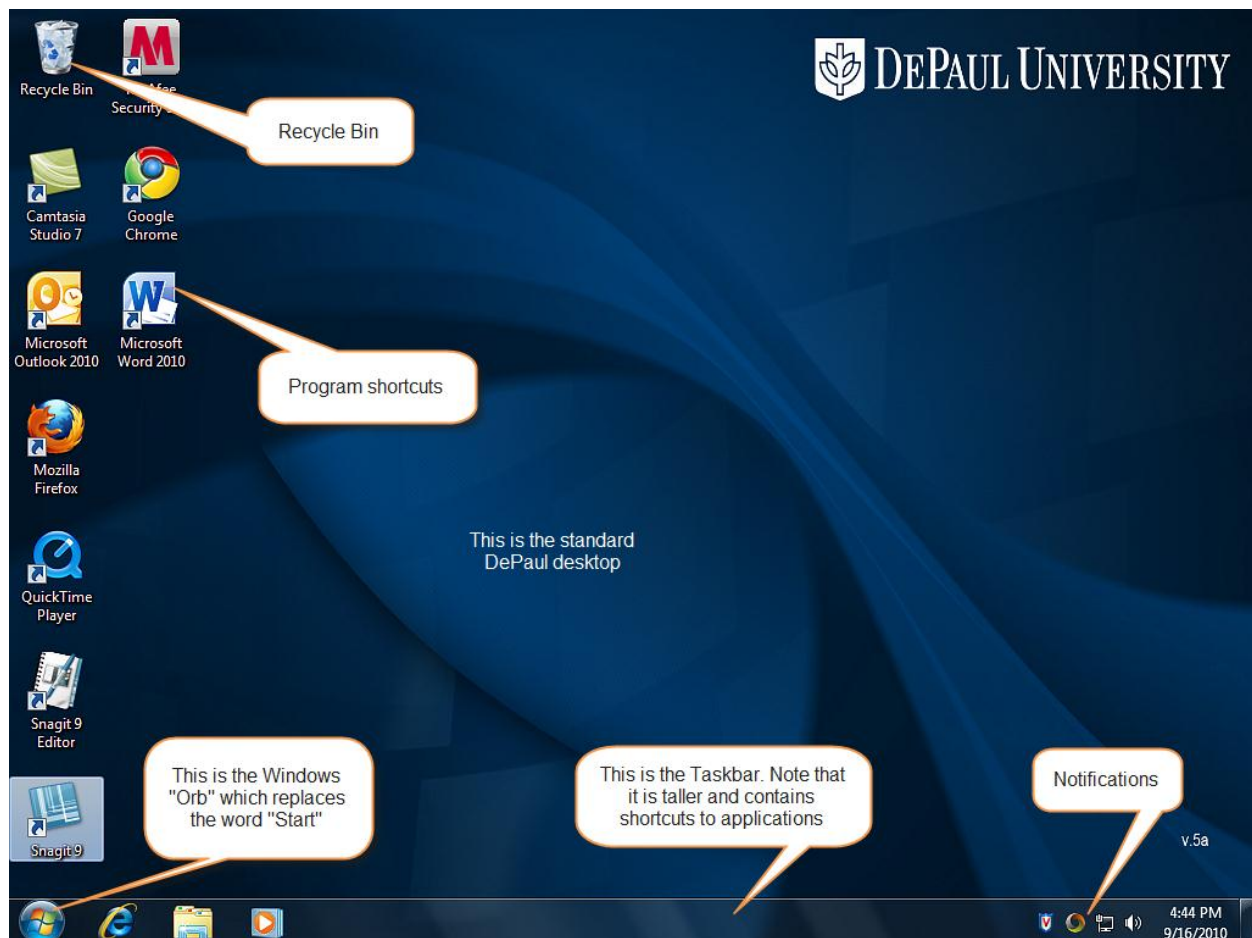 DEPAUL UNIVERSITY
Recycle Bin
Security
Recycle Bin
Camtasia
Studio 7
Google
Chrome
Microsoft
Outlook 2010
Microsoft
Word 2010
Program shortcuts
Mozilla
Firefox
This is the standard
DePaul desktop
QuickTime
Player
Snagit 9
Editor
Snagit 9
This is the Windows
"Orb" which replaces
the word "Start"
This is the Taskbar. Note that
it is taller and contains
shortcuts to applications
Notifications
v.5a
4:44 PM
9/16/2010